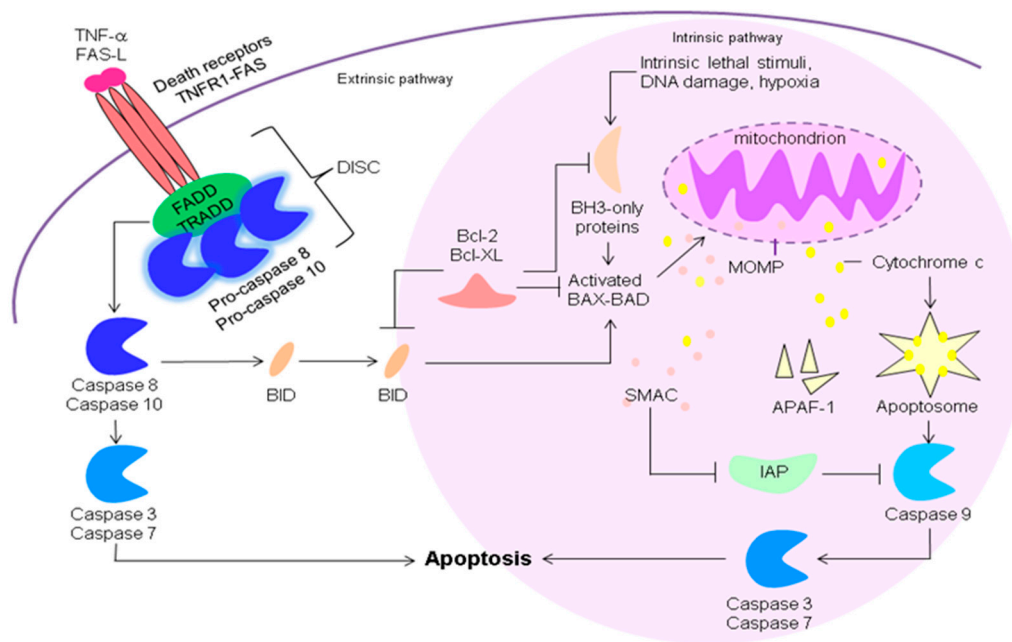 TNF-α
FAS-L
Death receptors
TNFR1-FAS
Extrinsic pathway
Intrinsic pathway
Intrinsic lethal stimuli,
DNA damage, hypoxia
mitochondrion
FADD
TRADD
DISC
Pro-caspase 8
Pro-caspase 10
BH3-only
proteins
Bcl-2
Bcl-XL
Activated
BAX-BAD
MOMP
Cytochrome c
Caspase 8
Caspase 10
BID
BID
SMAC
APAF-1
Apoptosome
IAP
Caspase 3
Caspase 7
Caspase 9
Apoptosis
Caspase 3
Caspase 7